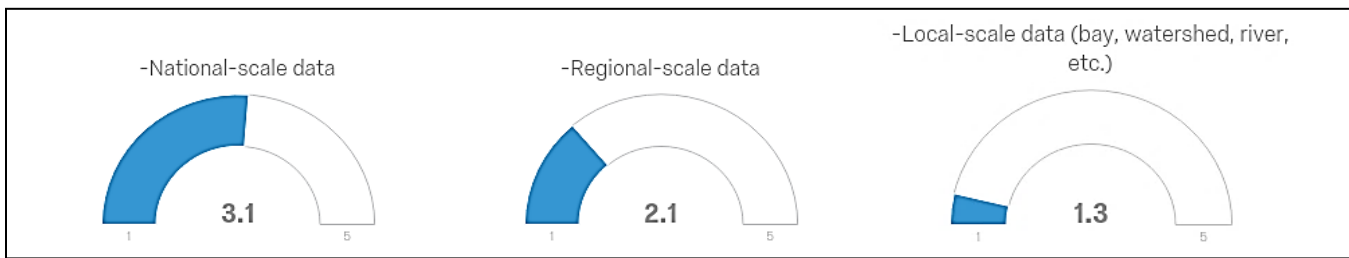 -National-scale data
3.1
1
5
-Regional-scale data
2.1
1
5
-Local-scale data (bay, watershed, river,
etc.)
1.3
1
5